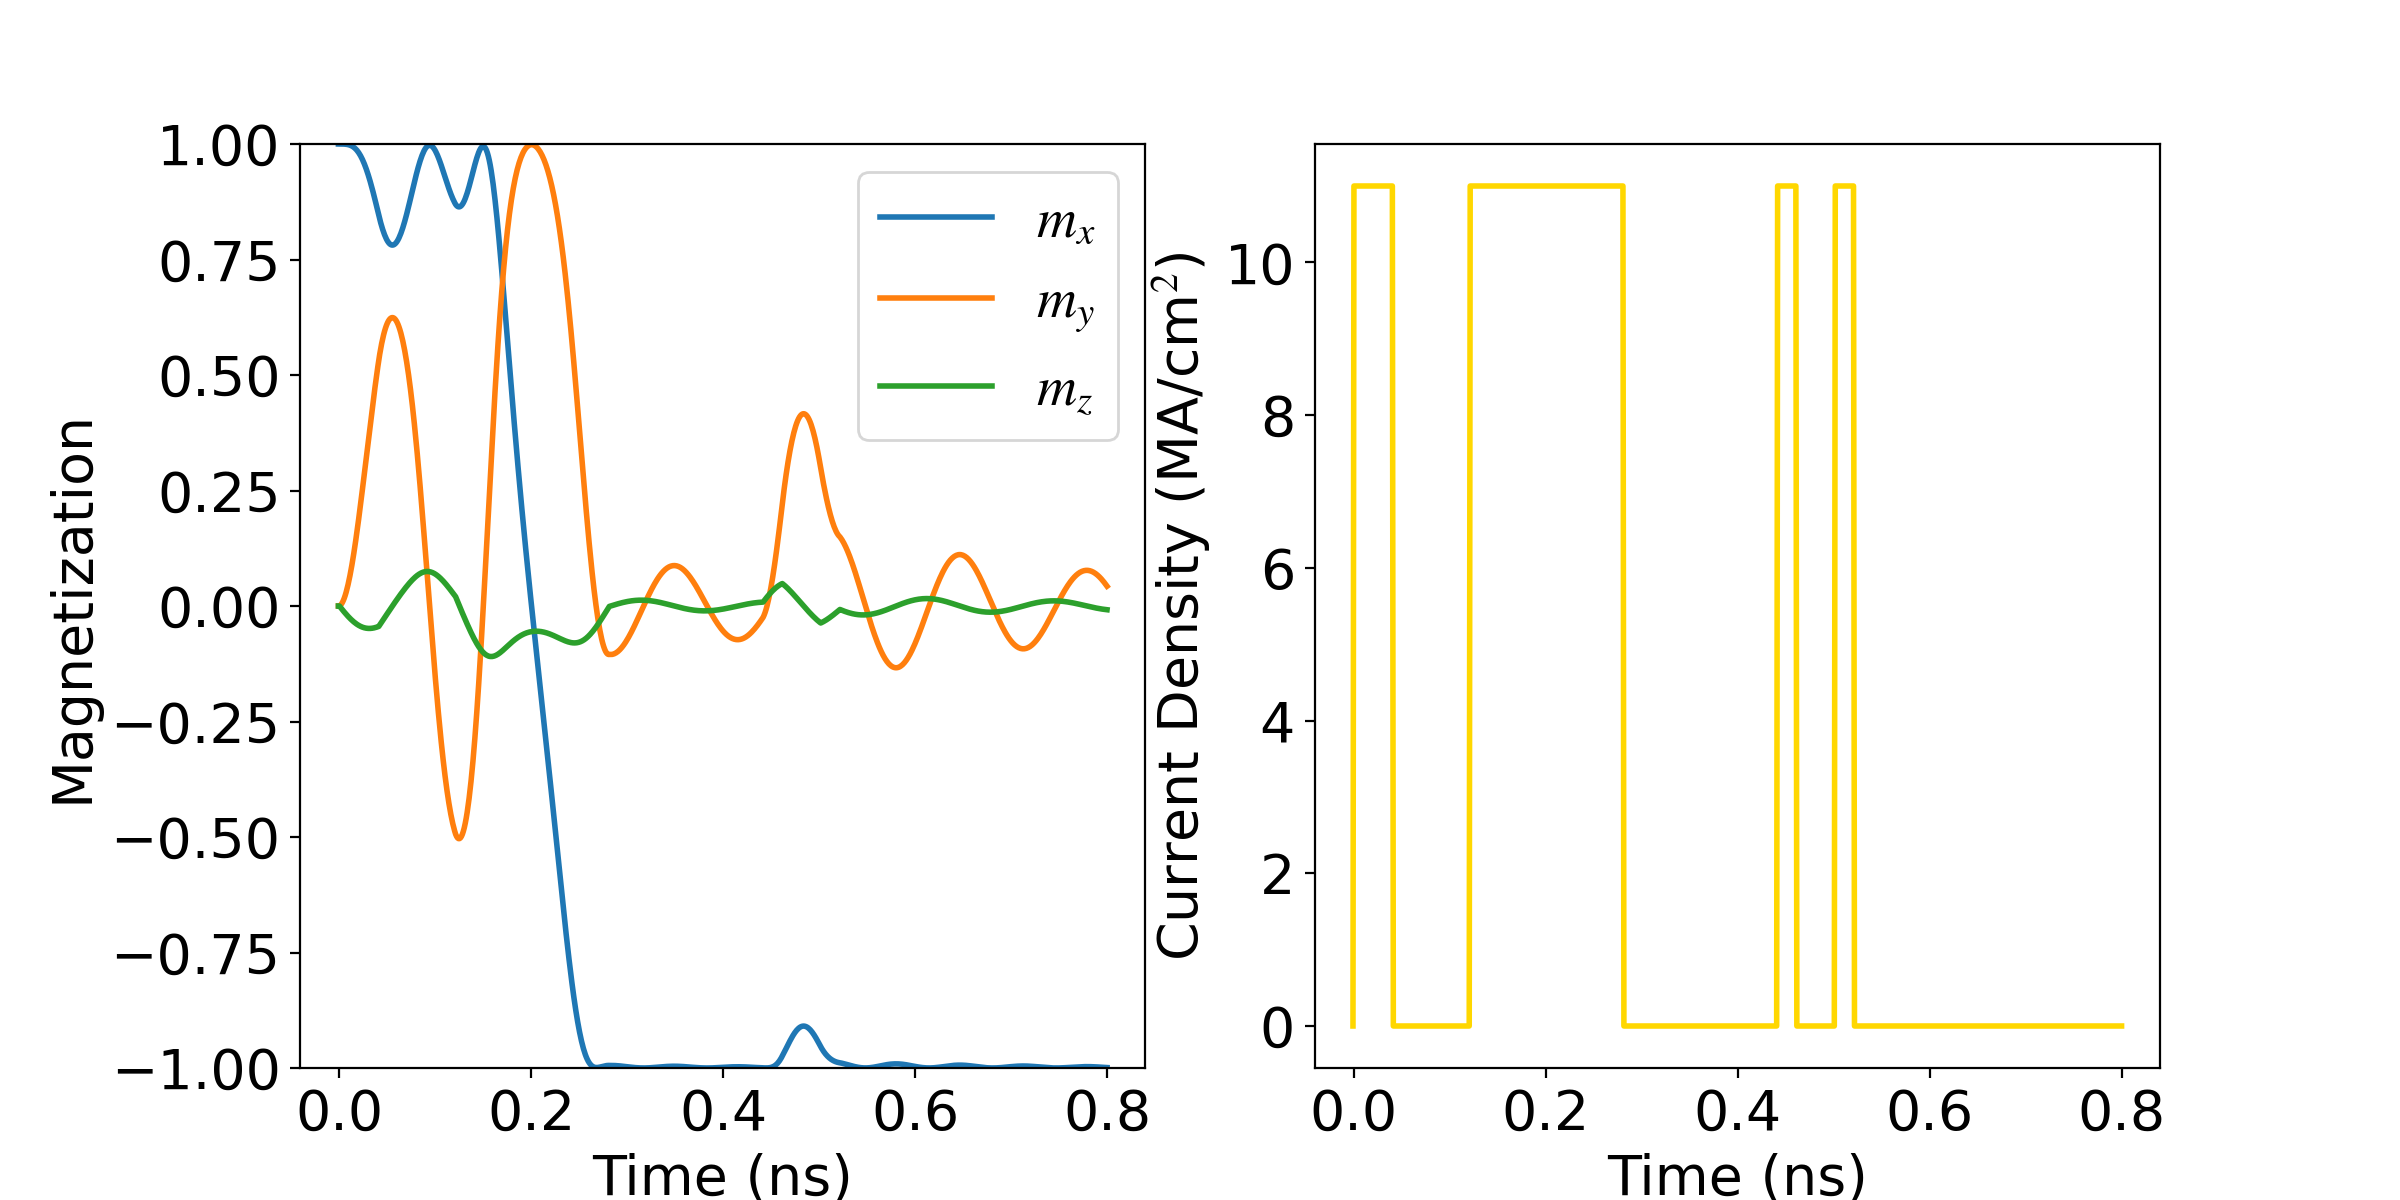 Magnetization
1.00
0.75
0.50
0.25
0.00
−0.25
−0.50
−0.75
−1.00
0.0 0.2 0.4 0.6 0.8
Time (ns)
m_x
m_y
m_z
Current Density (MA/cm²)
10
8
6
4
2
0
0.0 0.2 0.4 0.6 0.8
Time (ns)